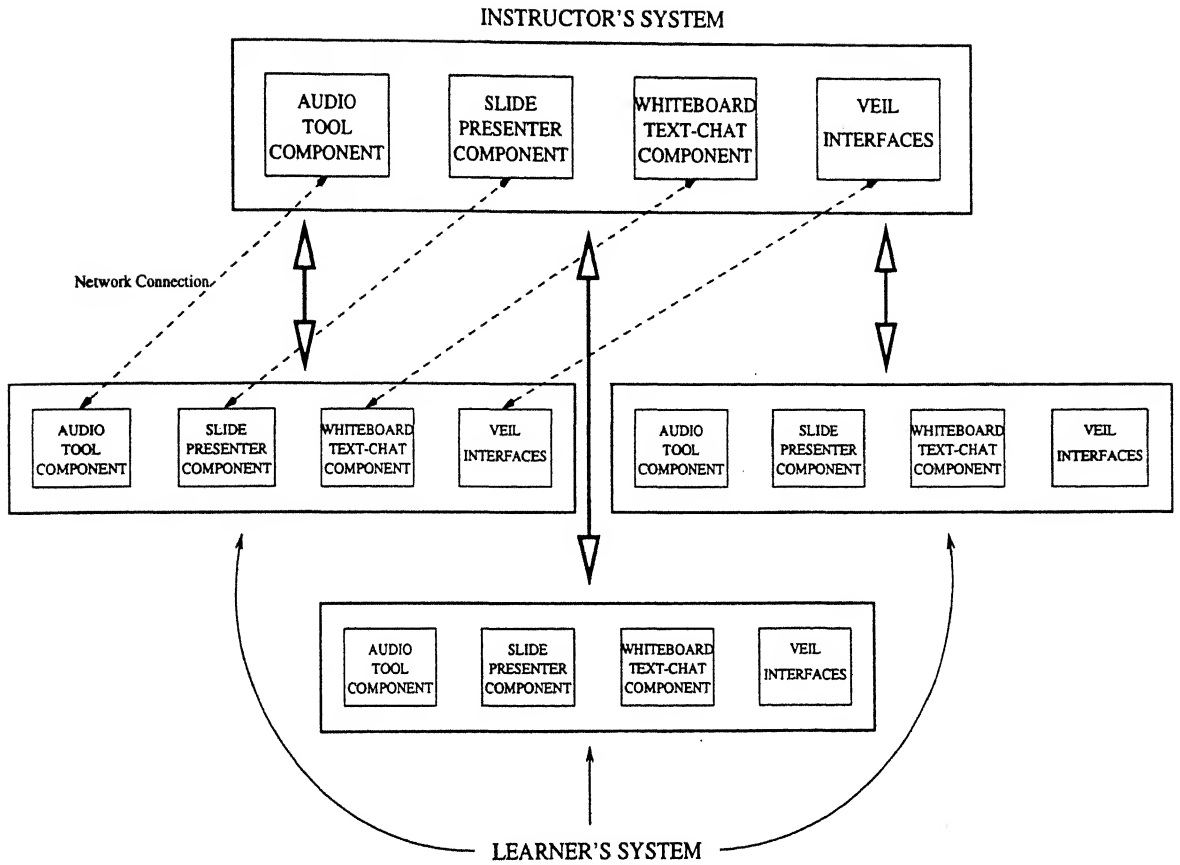 INSTRUCTOR'S SYSTEM
AUDIO
TOOL
COMPONENT
SLIDE
PRESENTER
COMPONENT
WHITEBOARD
TEXT-CHAT
COMPONENT
VEIL
INTERFACES
Network Connection
AUDIO
TOOL
COMPONENT
SLIDE
PRESENTER
COMPONENT
WHITEBOARD
TEXT-CHAT
COMPONENT
VEIL
INTERFACES
AUDIO
TOOL
COMPONENT
SLIDE
PRESENTER
COMPONENT
WHITEBOARD
TEXT-CHAT
COMPONENT
VEIL
INTERFACES
AUDIO
TOOL
COMPONENT
SLIDE
PRESENTER
COMPONENT
WHITEBOARD
TEXT-CHAT
COMPONENT
VEIL
INTERFACES
LEARNER'S SYSTEM